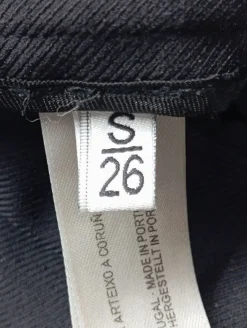 S
26
ARTEIXO A CORUÑ
UGAL MADE IN PORT
HERGESTELLT IN POR